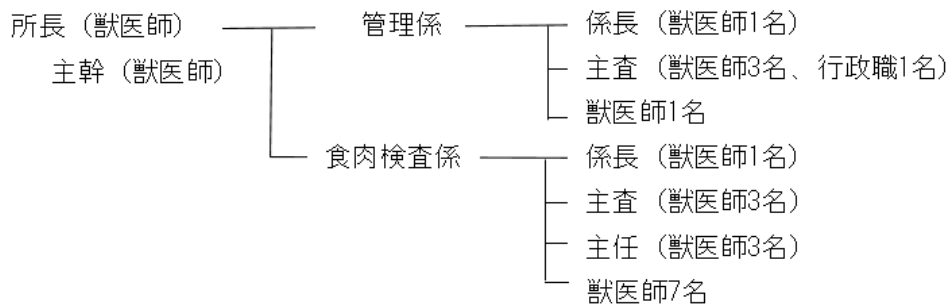 所長（獣医師）
主幹（獣医師）
管理係
係長（獣医師1名）
主査（獣医師3名、行政職1名）
獣医師1名
食肉検査係
係長（獣医師1名）
主査（獣医師3名）
主任（獣医師3名）
獣医師7名